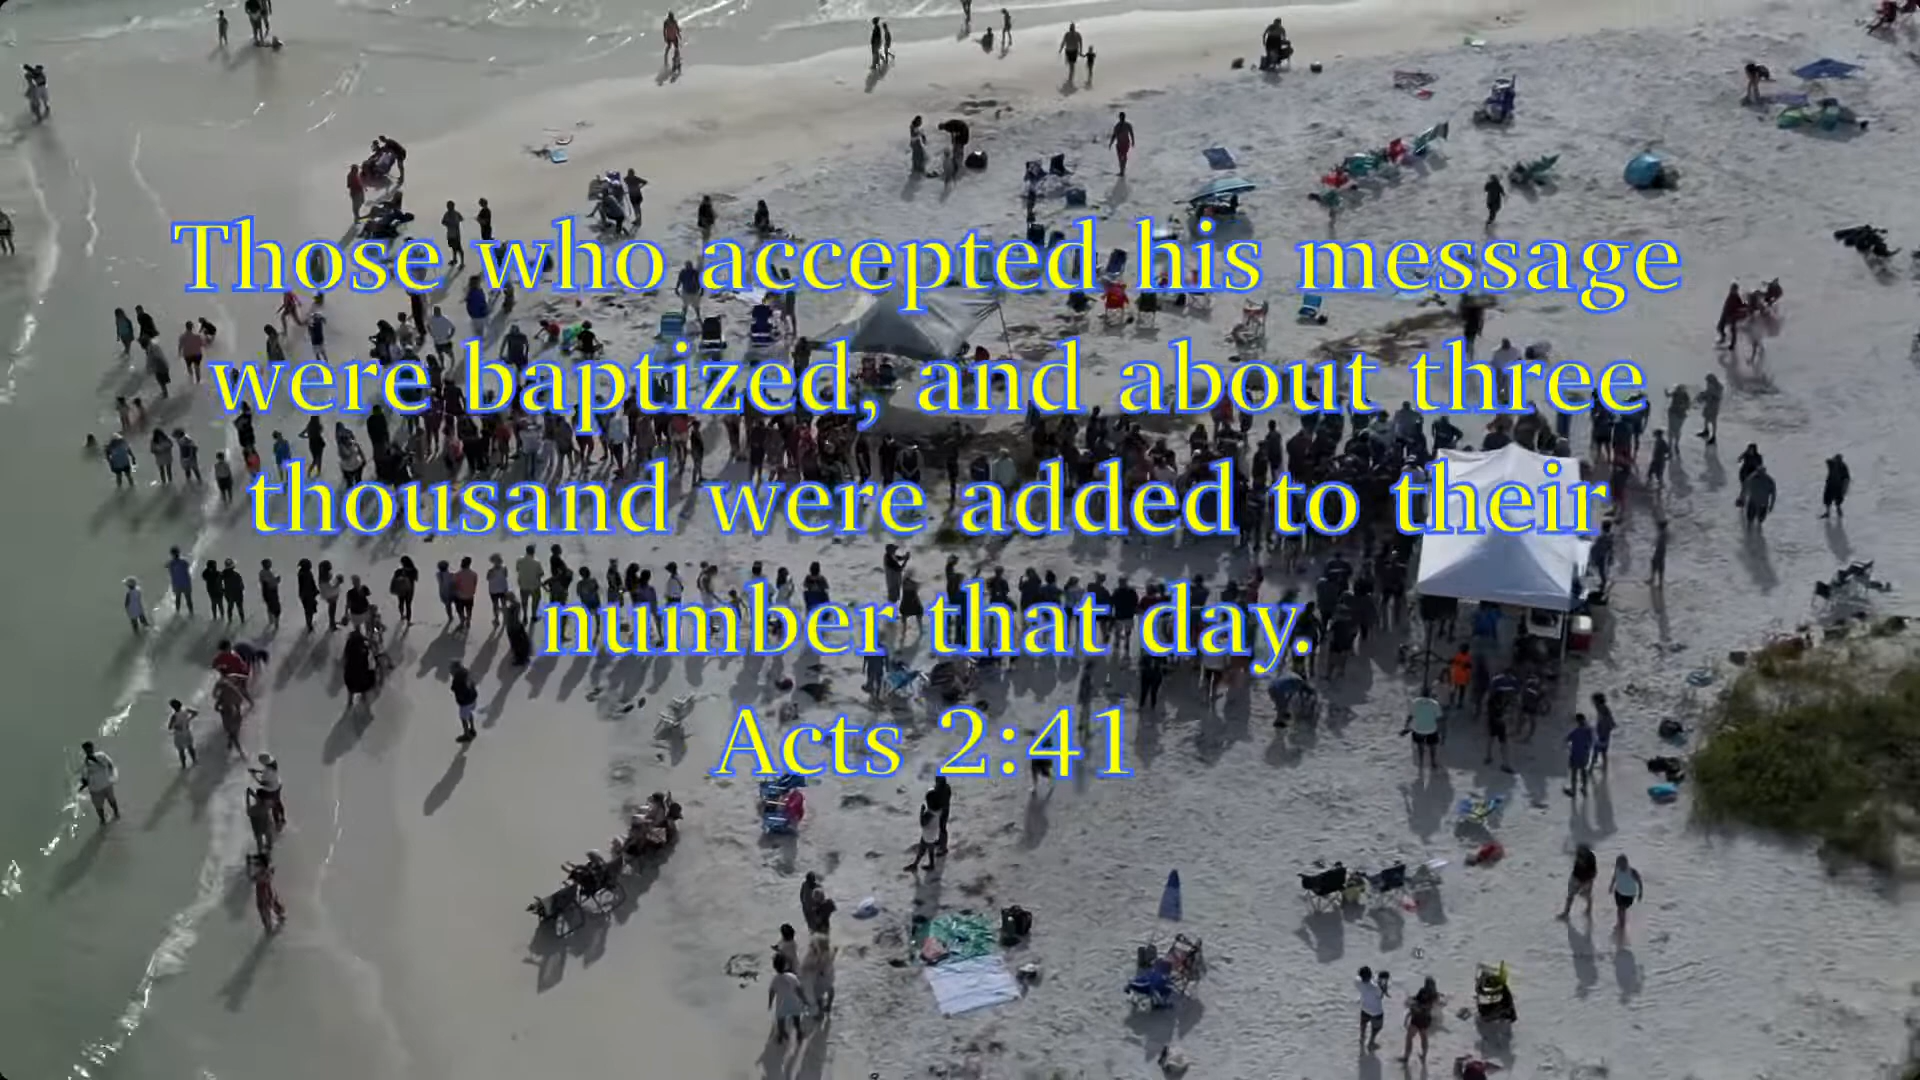 Those who accepted his message
were baptized, and about three
thousand were added to their
number that day.
Acts 2:41